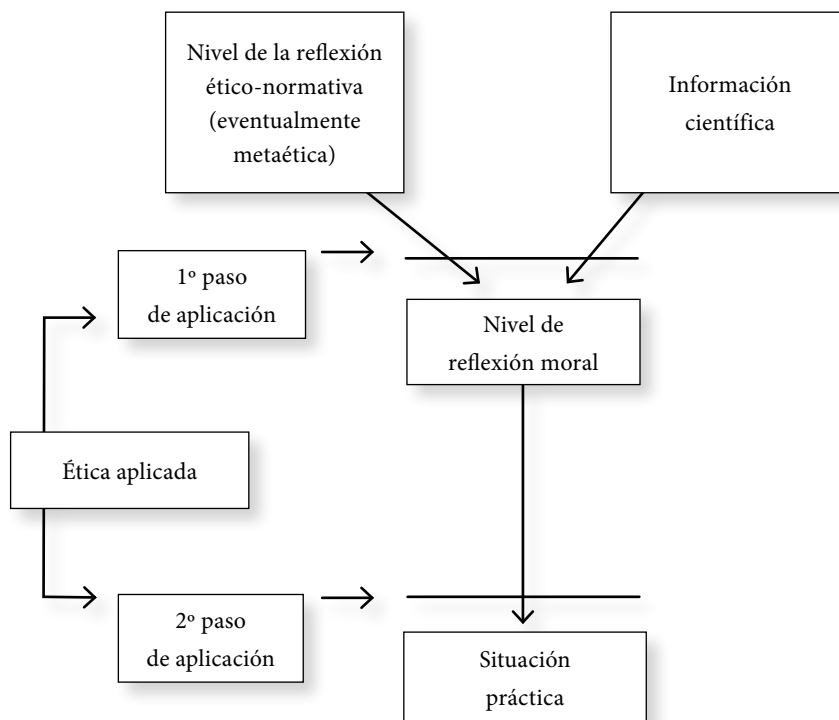 Nivel de la reflexión
ético-normativa
(eventualmente
metaética)
Información
científica
1º paso
de aplicación
Nivel de
reflexión moral
Ética aplicada
2º paso
de aplicación
Situación
práctica